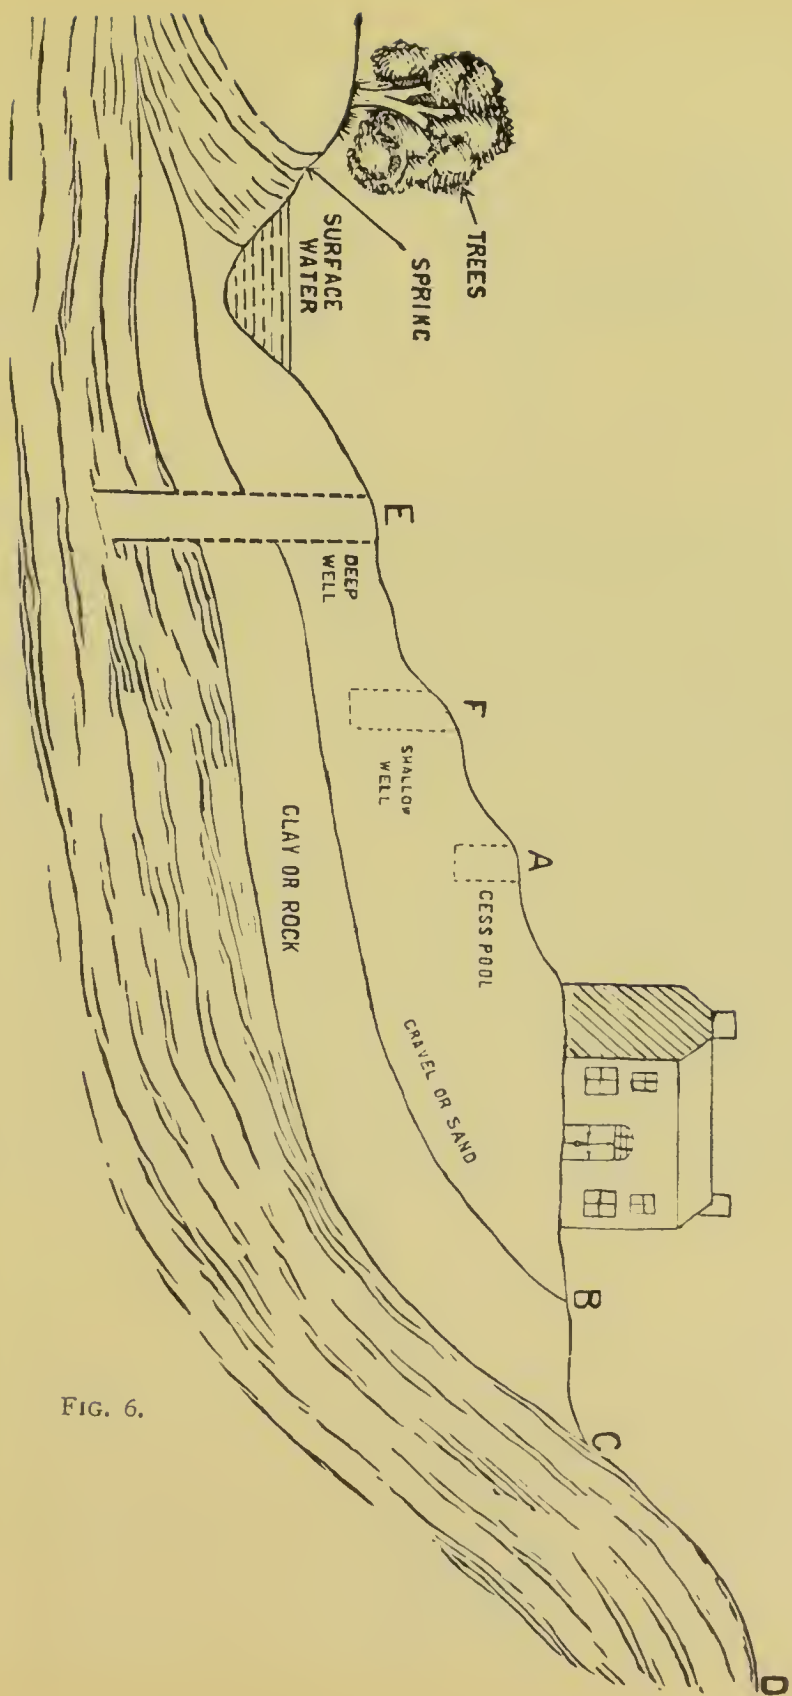 TREES
SPRING
SURFACE
WATER
E
DEEP
WELL
F
SHALLOW
WELL
A
CESS POOL
CLAY OR ROCK
GRAVEL OR SAND
B
C
D
FIG. 6.